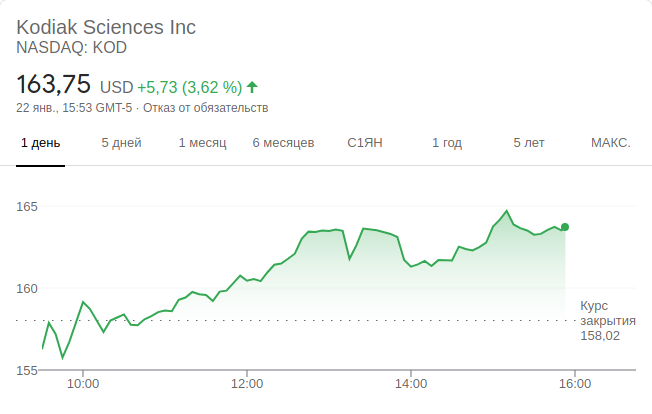 Kodiak Sciences Inc
NASDAQ: KOD
163,75 USD +5,73 (3,62 %)
22 янв., 15:53 GMT-5 · Отказ от обязательств
1 день 5 дней 1 месяц 6 месяцев С1ЯН 1 год 5 лет МАКС.
165
160
Курс
закрытия
158,02
155
10:00 12:00 14:00 16:00